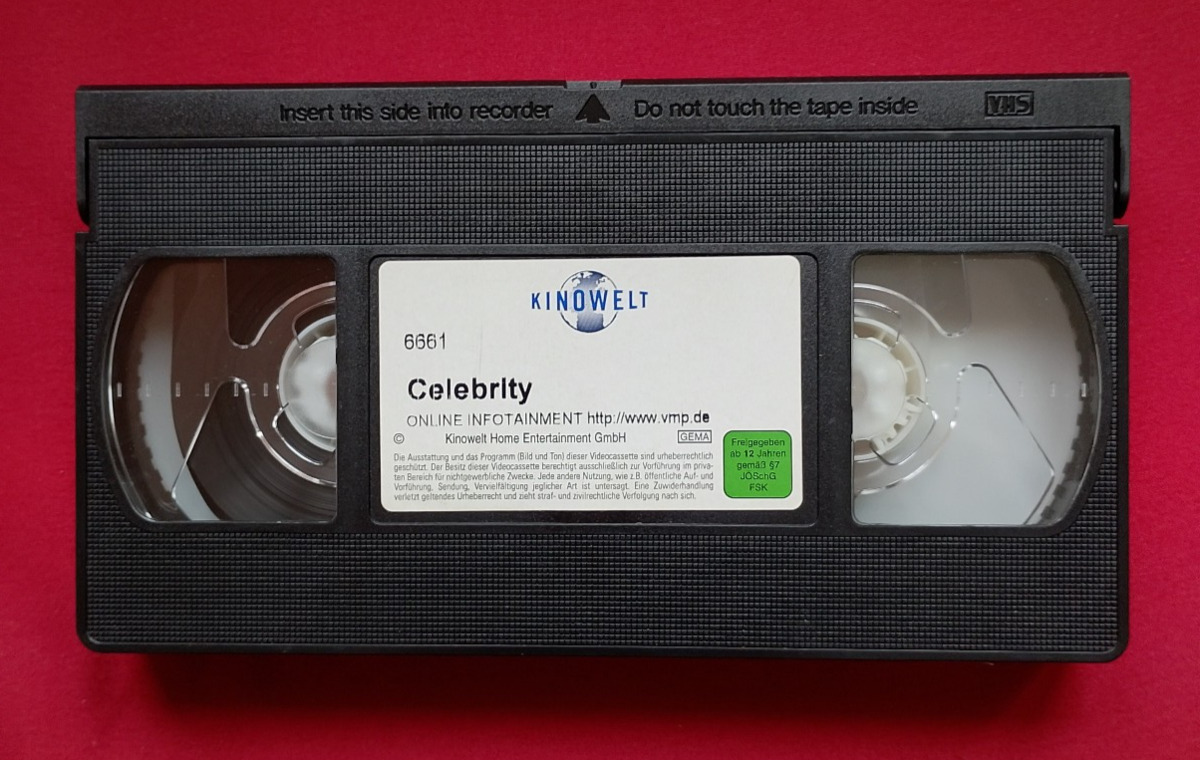 Insert this side into recorder Do not touch the tape inside VHS
KINOWELT
6661
Celebrity
ONLINE INFOTAINMENT http://www.vmp.de
© Kinowelt Home Entertainment GmbH GEMA
Die Ausstattung und das Programm (Bild und Ton) dieser Videocassette sind urheberrechtlich
geschützt. Der Besitz dieser Videocassette berechtigt ausschließlich zur Vorführung im priva-
ten Bereich für nichtgewerbliche Zwecke. Jede andere Nutzung, wie z.B. öffentliche Auf- und
Vorführung, Sendung, Vervielfältigung jeglicher Art ist untersagt. Eine Zuwiderhandlung
verletzt geltendes Urheberrecht und zieht straf- und zivilrechtliche Verfolgung nach sich.
Freigegeben
ab 12 Jahren
gemäß §7
JÖSchG
FSK